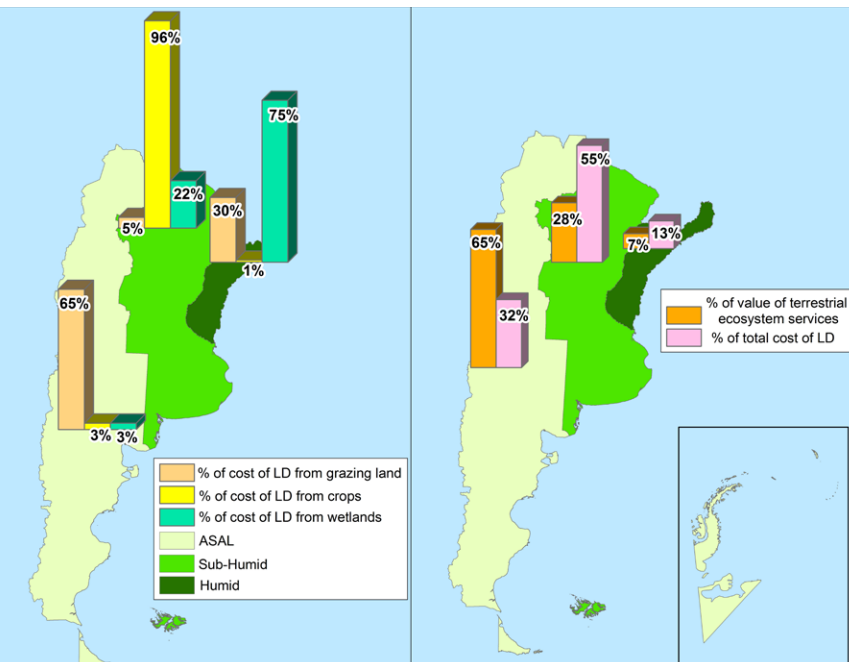 96%
75%
22%
30%
5%
1%
65%
3%
3%
% of cost of LD from grazing land
% of cost of LD from crops
% of cost of LD from wetlands
ASAL
Sub-Humid
Humid
55%
28%
13%
7%
65%
32%
% of value of terrestrial
ecosystem services
% of total cost of LD